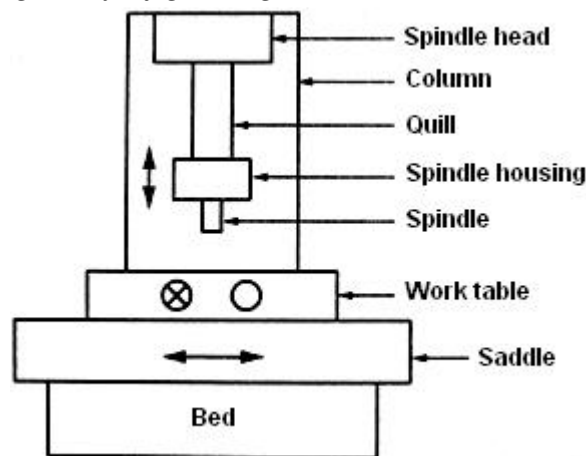 Spindle head
Column
Quill
Spindle housing
Spindle
Work table
Saddle
Bed